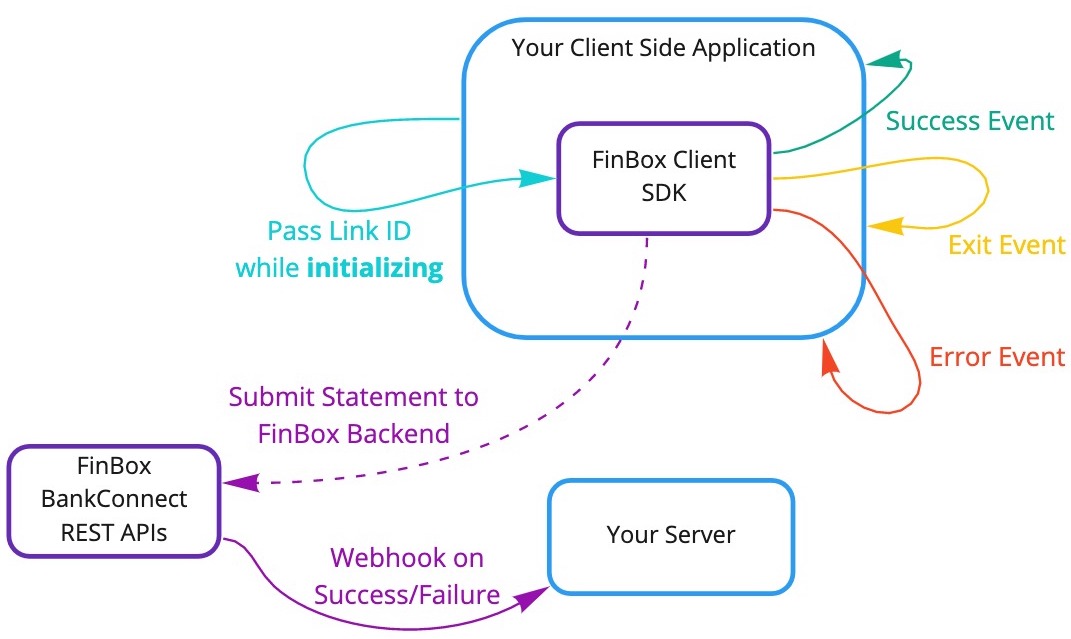 Your Client Side Application
FinBox Client
SDK
Success Event
Pass Link ID
while initializing
Exit Event
Error Event
Submit Statement to
FinBox Backend
FinBox
BankConnect
REST APIs
Your Server
Webhook on
Success/Failure